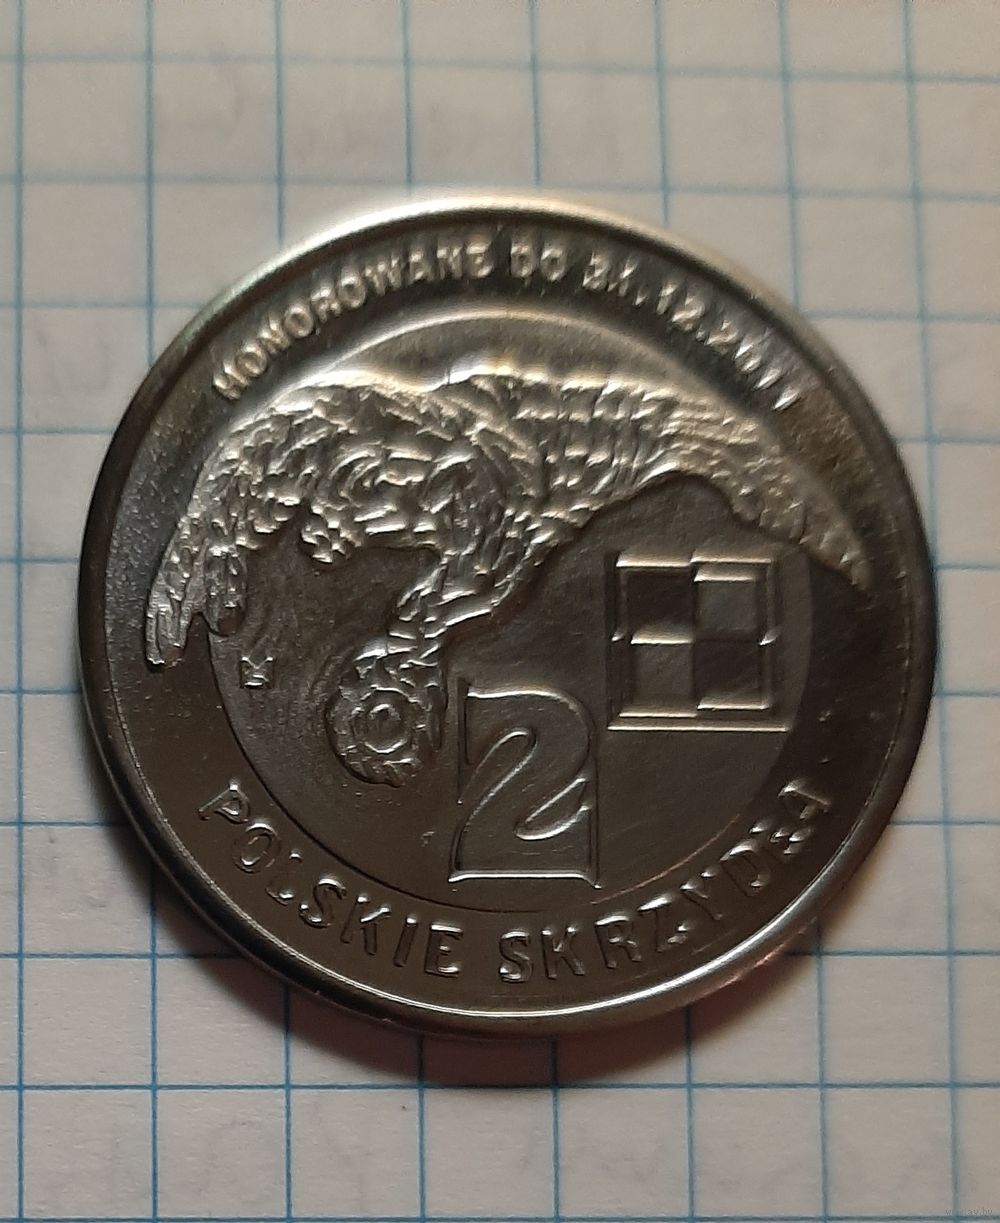 HONOROWANE DO 31.12.2011
2
POLSKIE SKRZYDŁA